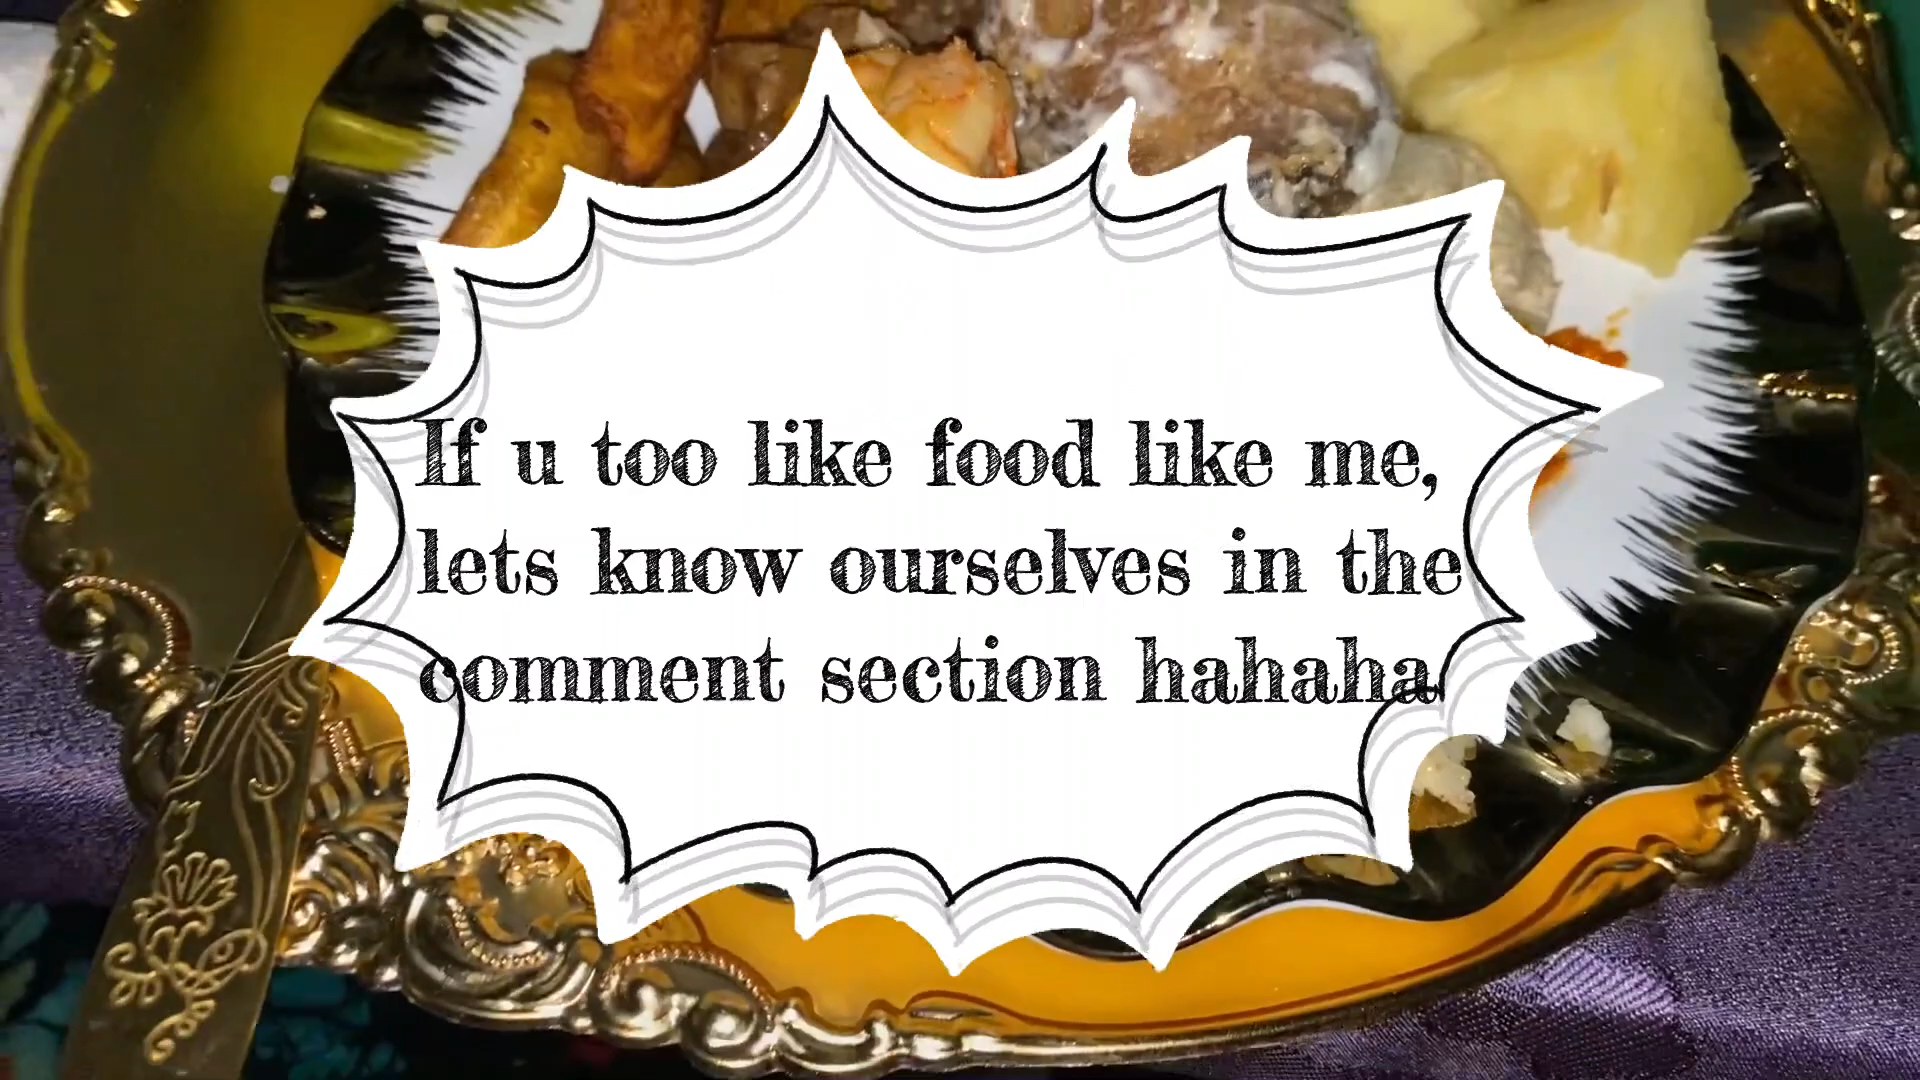 If u too like food like me,
lets know ourselves in the
comment section hahaha